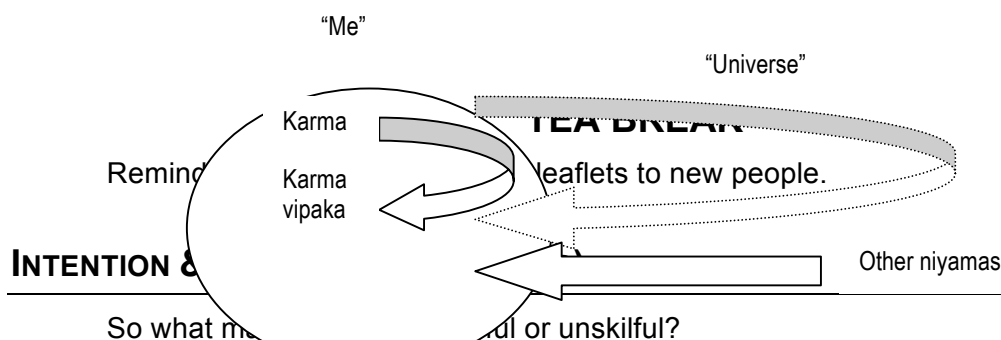 “Me”
“Universe”
Karma
TEA BREAK
Remind leaflets to new people.
Karma
vipaka
INTENTION &
Other niyamas
So what or unskilful?